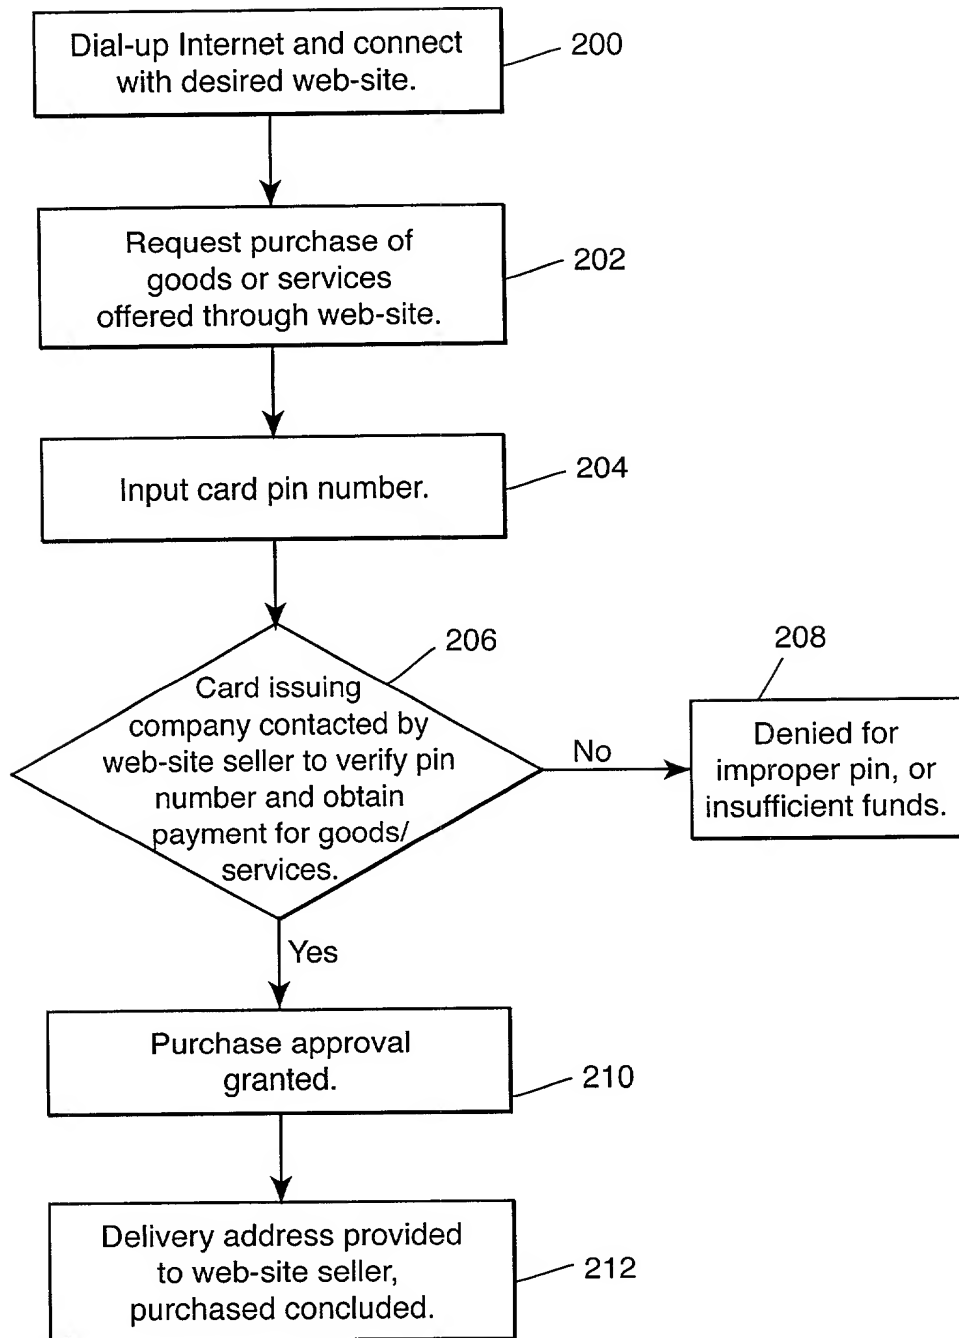 Dial-up Internet and connect
with desired web-site.
200
Request purchase of
goods or services
offered through web-site.
202
Input card pin number.
204
206
Card issuing
company contacted by
web-site seller to verify pin
number and obtain
payment for goods/
services.
No
208
Denied for
improper pin, or
insufficient funds.
Yes
Purchase approval
granted.
210
Delivery address provided
to web-site seller,
purchased concluded.
212